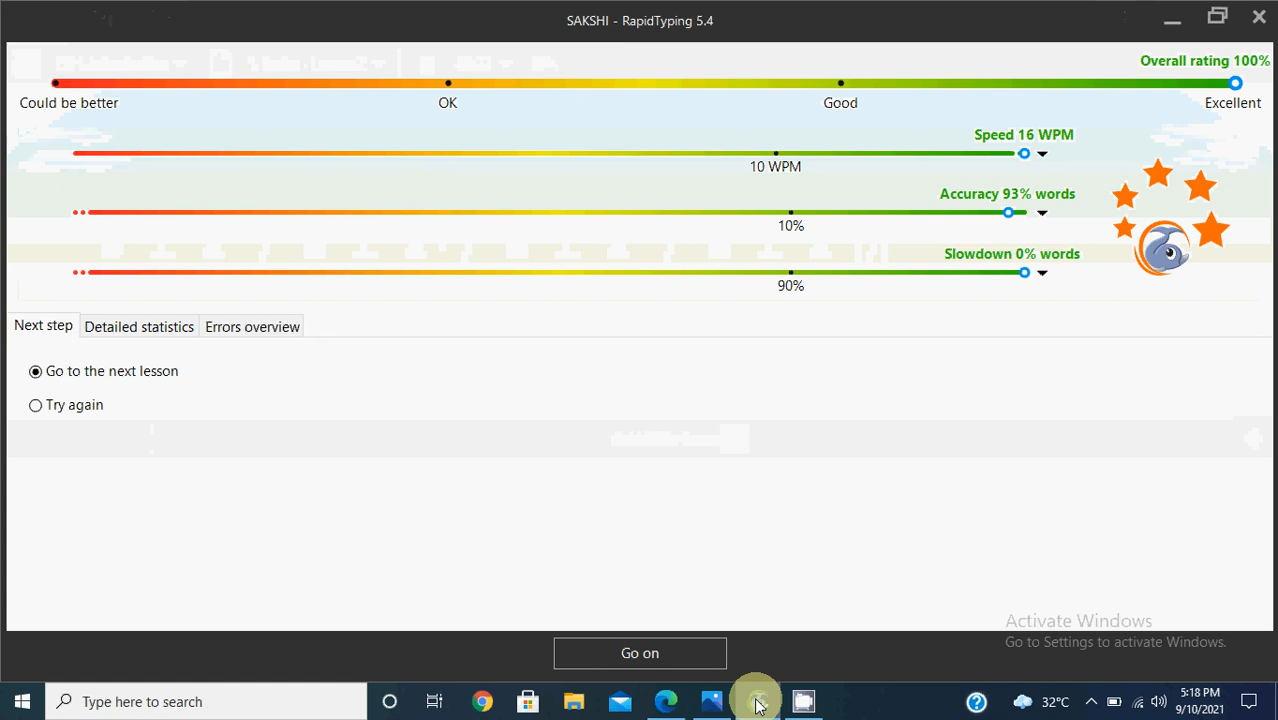 SAKSHI - RapidTyping 5.4
Overall rating 100%
Could be better
OK
Good
Excellent
Speed 16 WPM
10 WPM
Accuracy 93% words
10%
Slowdown 0% words
90%
Next step
Detailed statistics
Errors overview
Go to the next lesson
Try again
Activate Windows
Go to Settings to activate Windows.
Go on
Type here to search
32°C
5:18 PM
9/10/2021